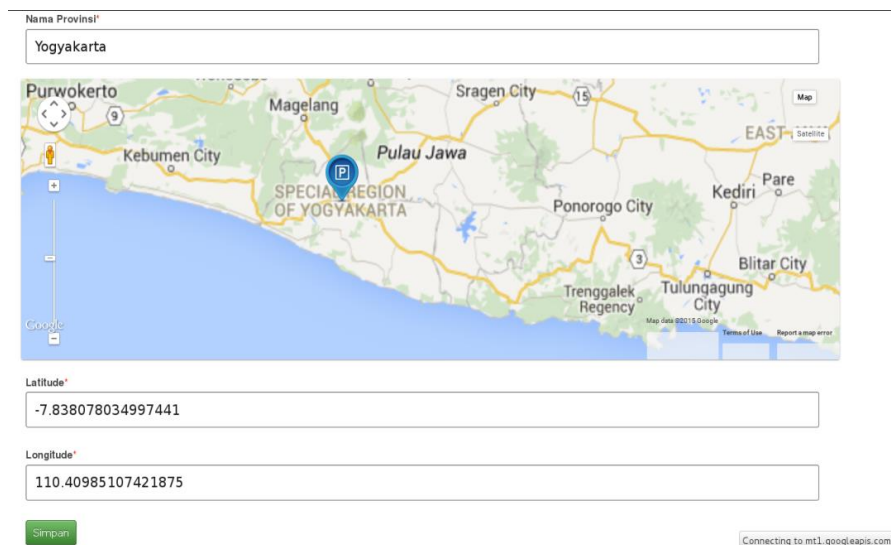 Nama Provinsi*
Yogyakarta
Purwokerto
9
Magelang
Sragen City
15
Map
EAST
Satellite
Kebumen City
Pulau Jawa
P
SPECIAL REGION
OF YOGYAKARTA
Ponorogo City
Kediri
Pare
3
Blitar City
Trenggalek
Regency
Tulungagung
City
Google
Map data ©2015 Google
Terms of Use
Report a map error
Latitude*
-7.838078034997441
Longitude*
110.40985107421875
Simpan
Connecting to mt1.googleapis.com